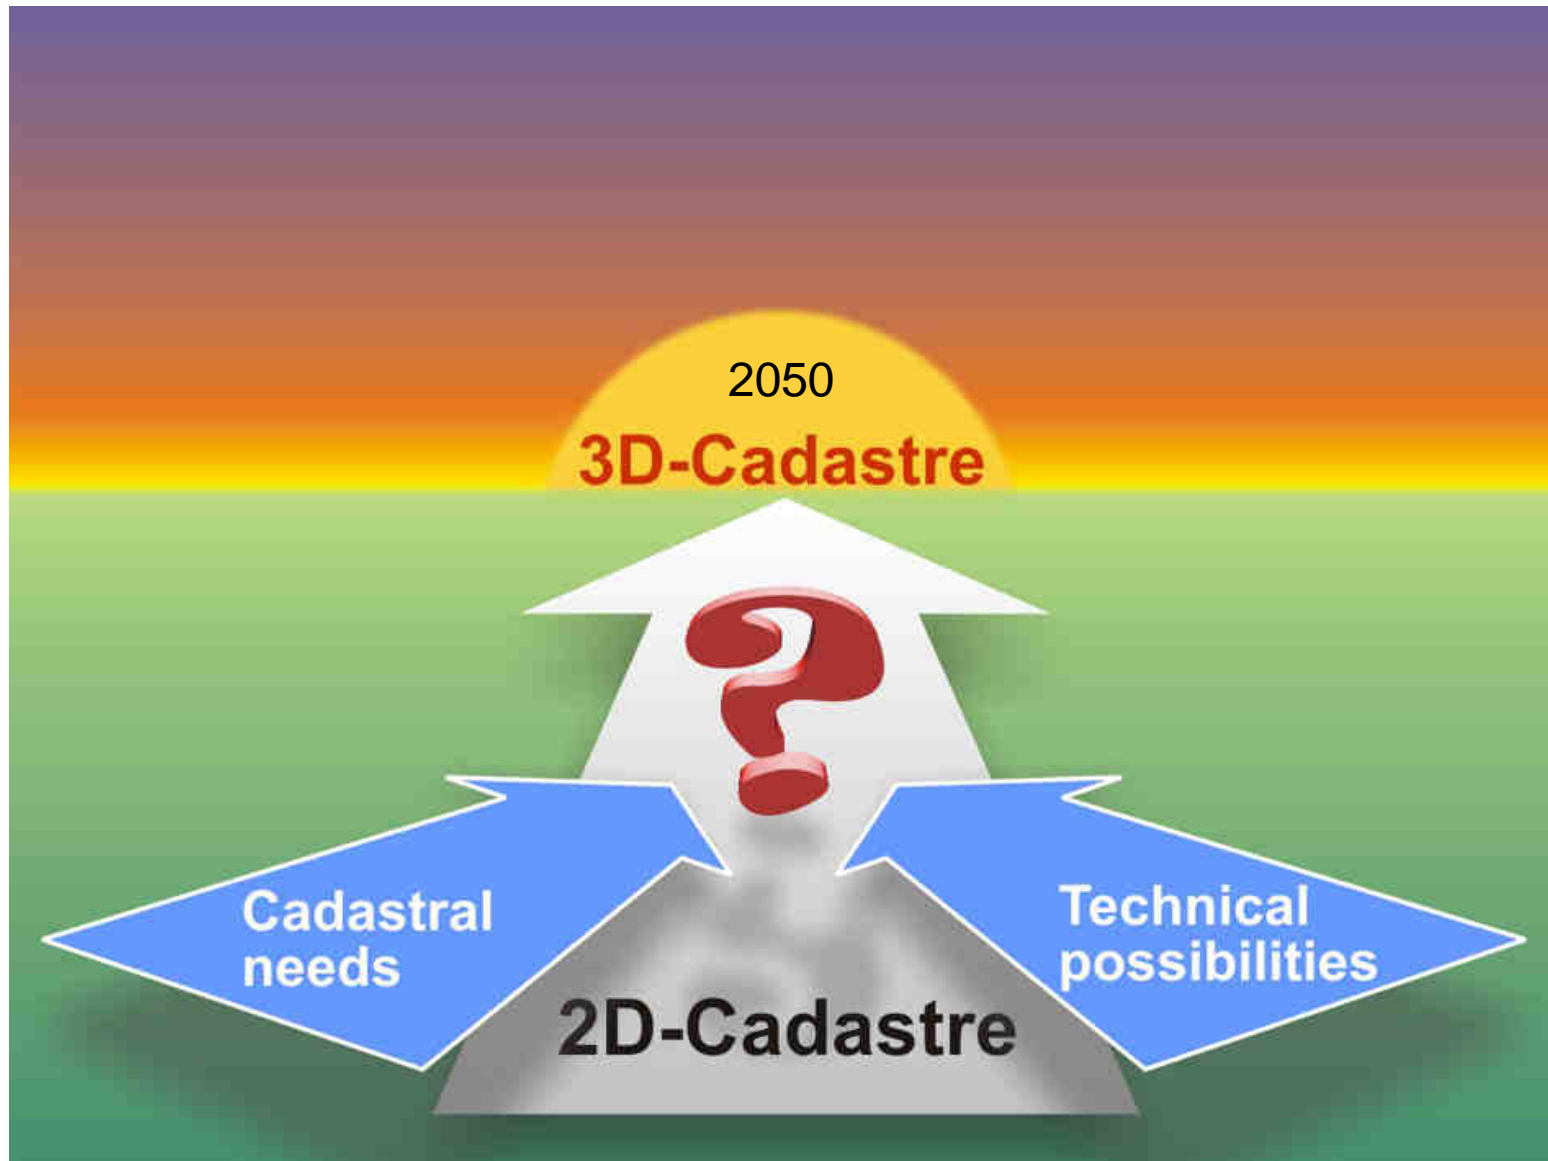 2050
3D-Cadastre
?
Cadastral
needs
Technical
possibilities
2D-Cadastre